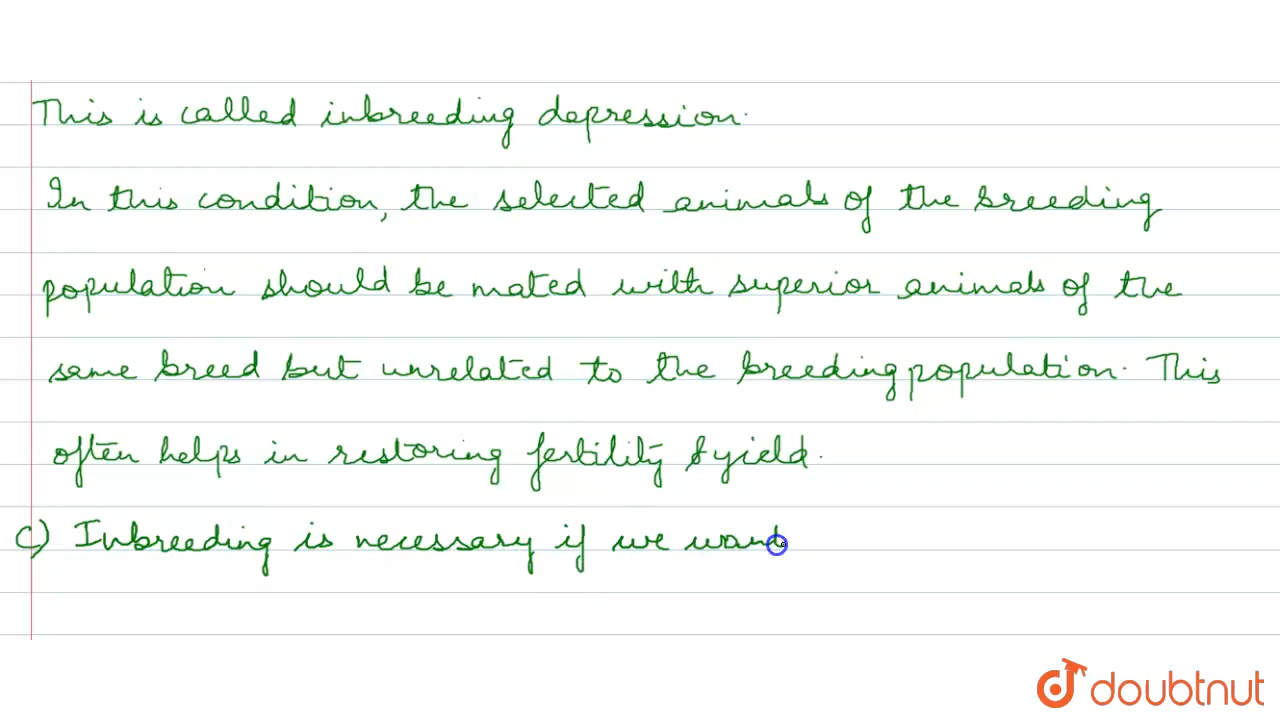 This is called inbreeding depression.
In this condition, the selected animals of the breeding
population should be mated with superior animals of the
same breed but unrelated to the breeding population. This
often helps in restoring fertility & yield.
c) Inbreeding is necessary if we want
doubtnut